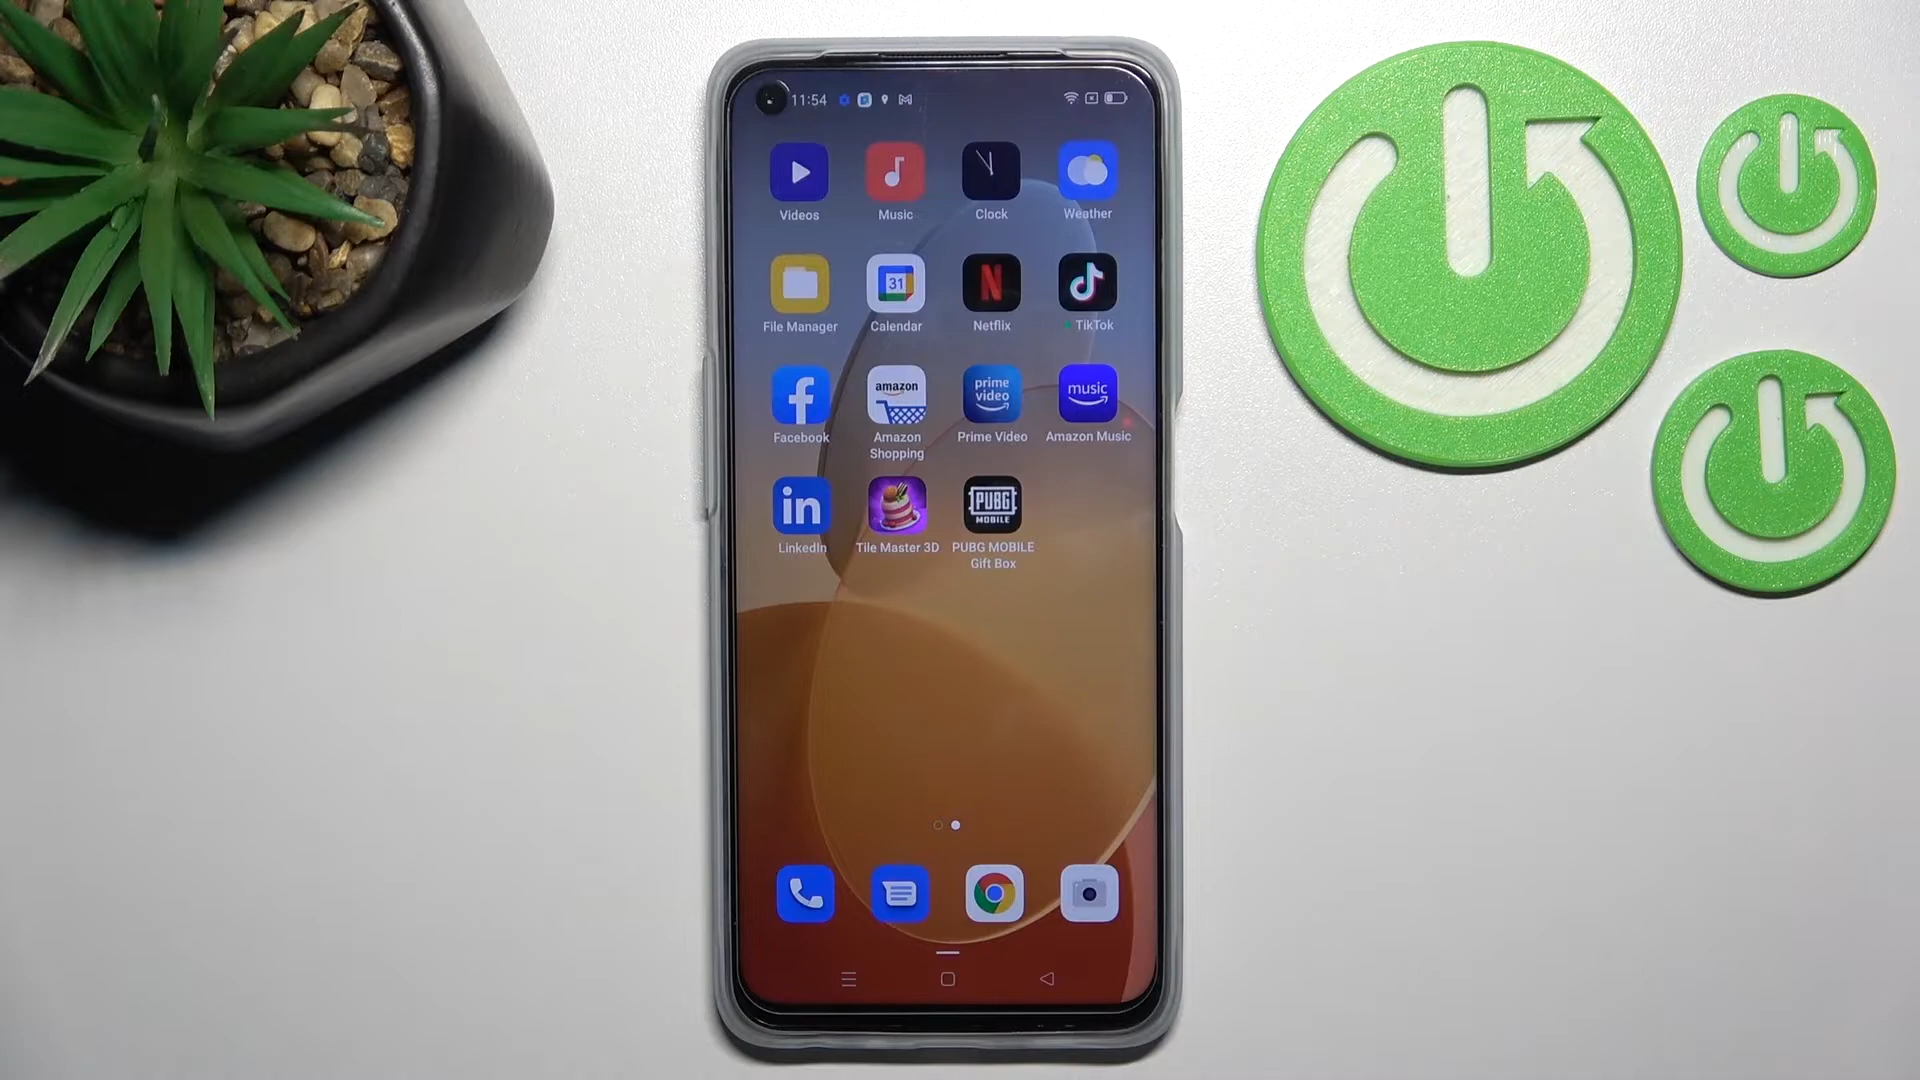 11:54
Videos
Music
Clock
Weather
31
File Manager
Calendar
Netflix
TikTok
amazon
prime
video
music
Facebook
Amazon
Shopping
Prime Video
Amazon Music
in
PUBG
MOBILE
LinkedIn
Tile Master 3D
PUBG MOBILE
Gift Box